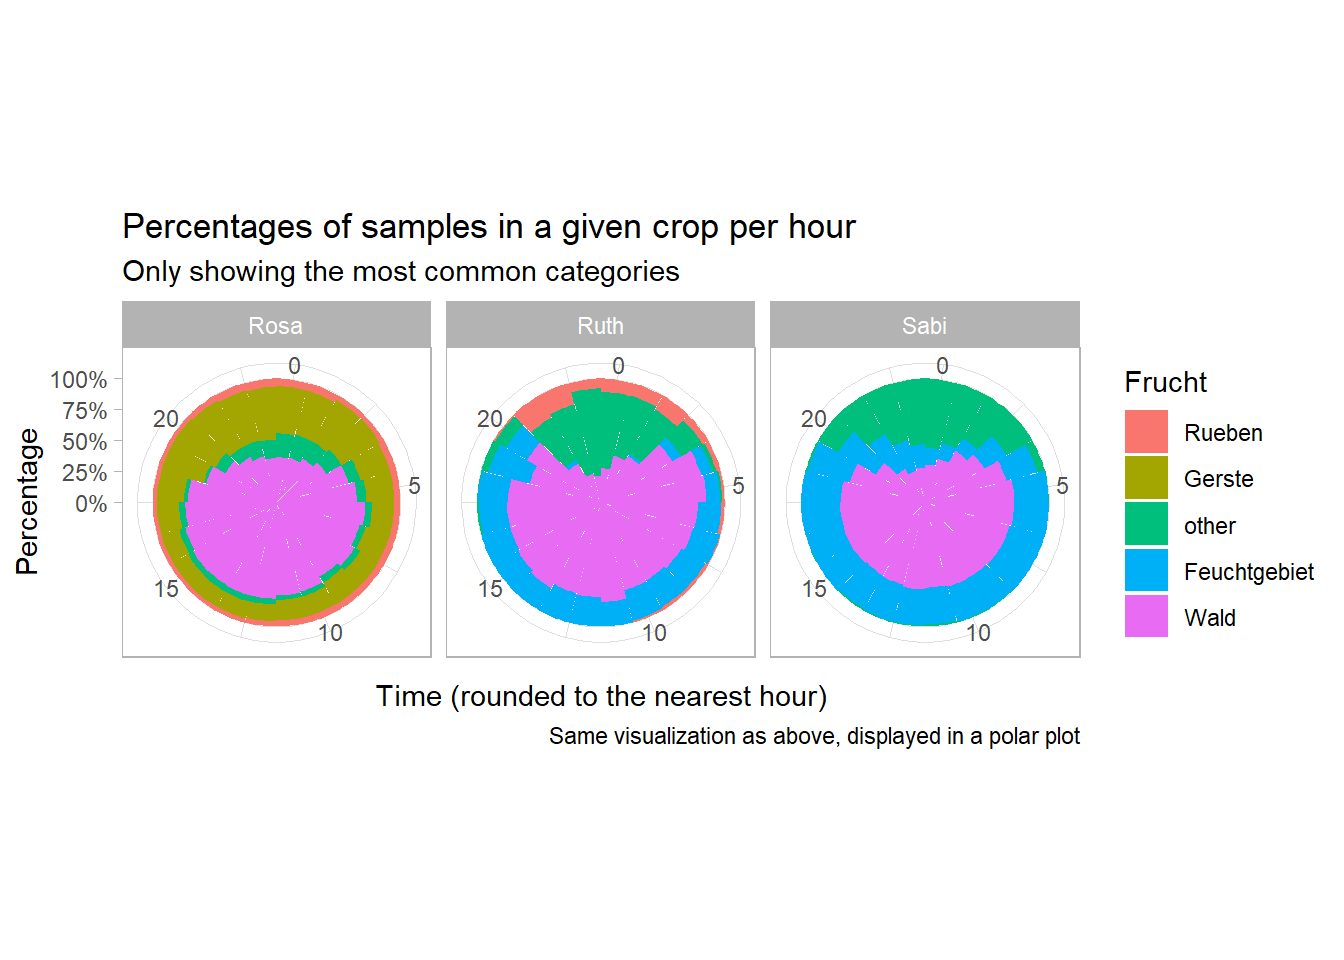 Percentages of samples in a given crop per hour
Only showing the most common categories
Rosa
Ruth
Sabi
Percentage
100%
75%
50%
25%
0%
0
5
10
15
20
0
5
10
15
20
0
5
10
15
20
Time (rounded to the nearest hour)
Same visualization as above, displayed in a polar plot
Frucht
Rueben
Gerste
other
Feuchtgebiet
Wald